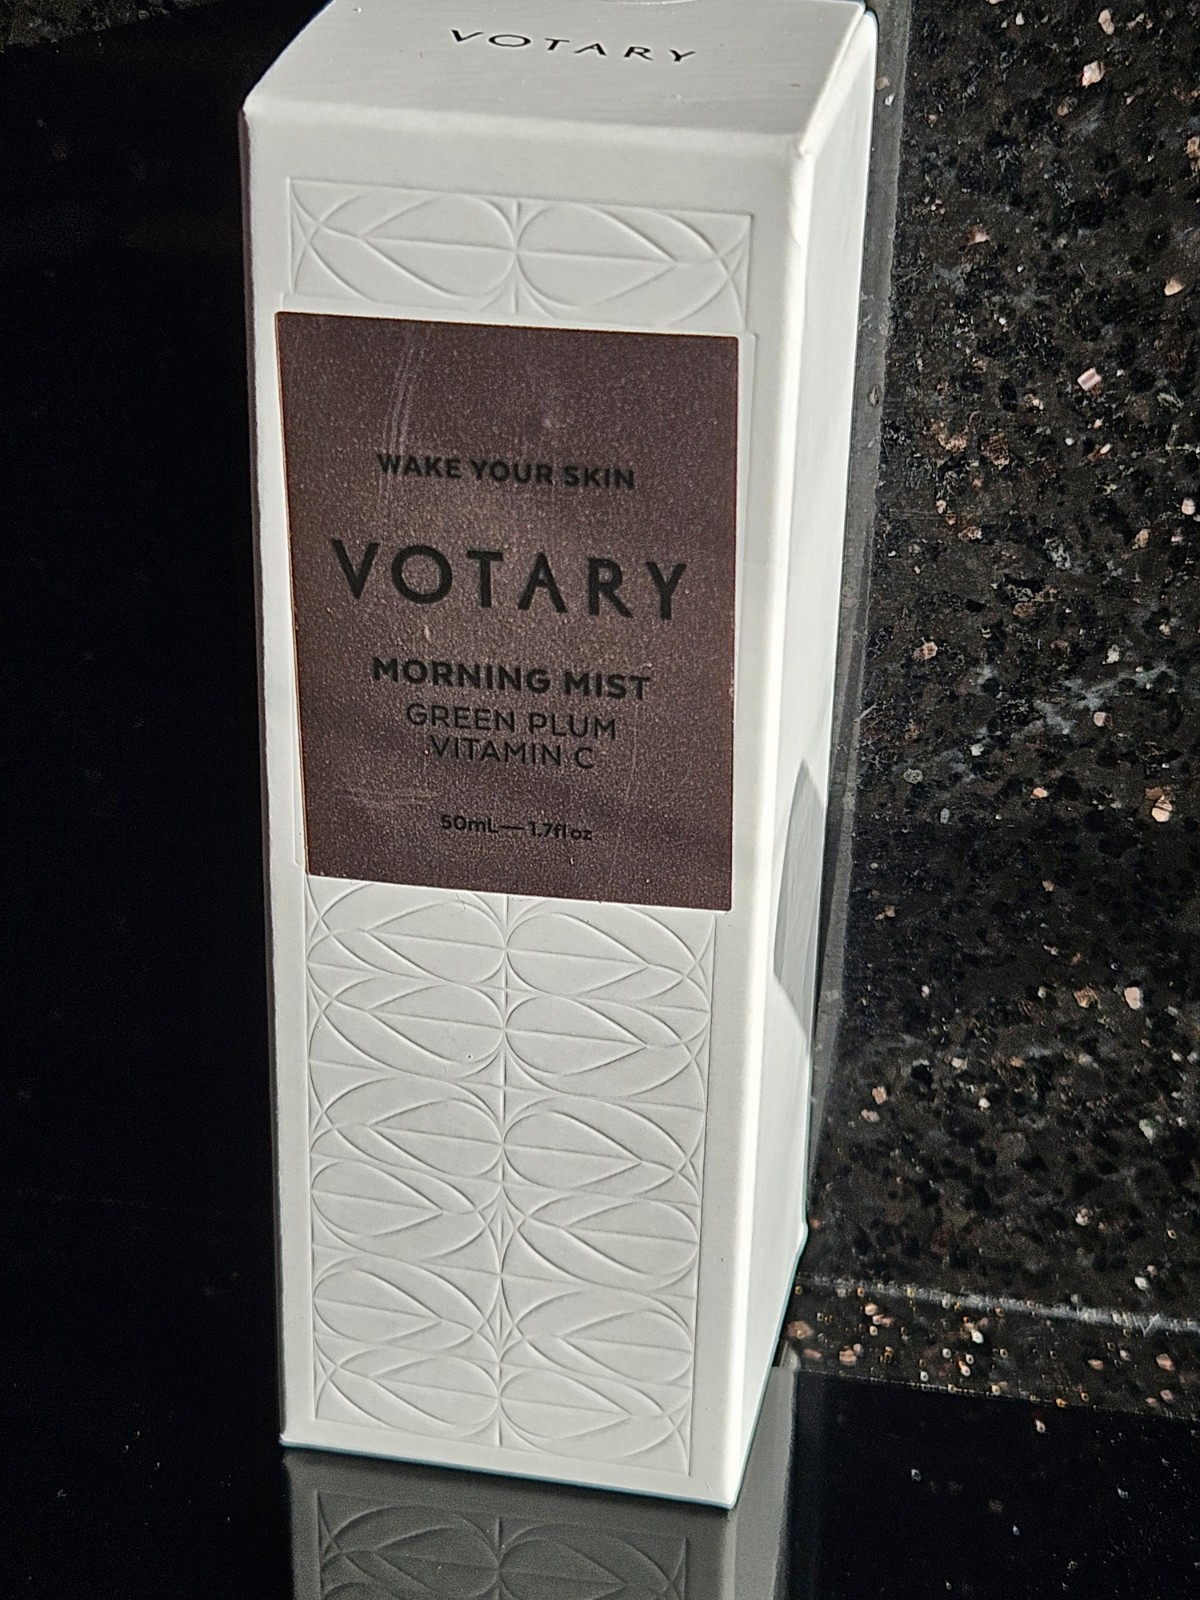 VOTARY
WAKE YOUR SKIN
VOTARY
MORNING MIST
GREEN PLUM
VITAMIN C
50mL—1.7fl oz